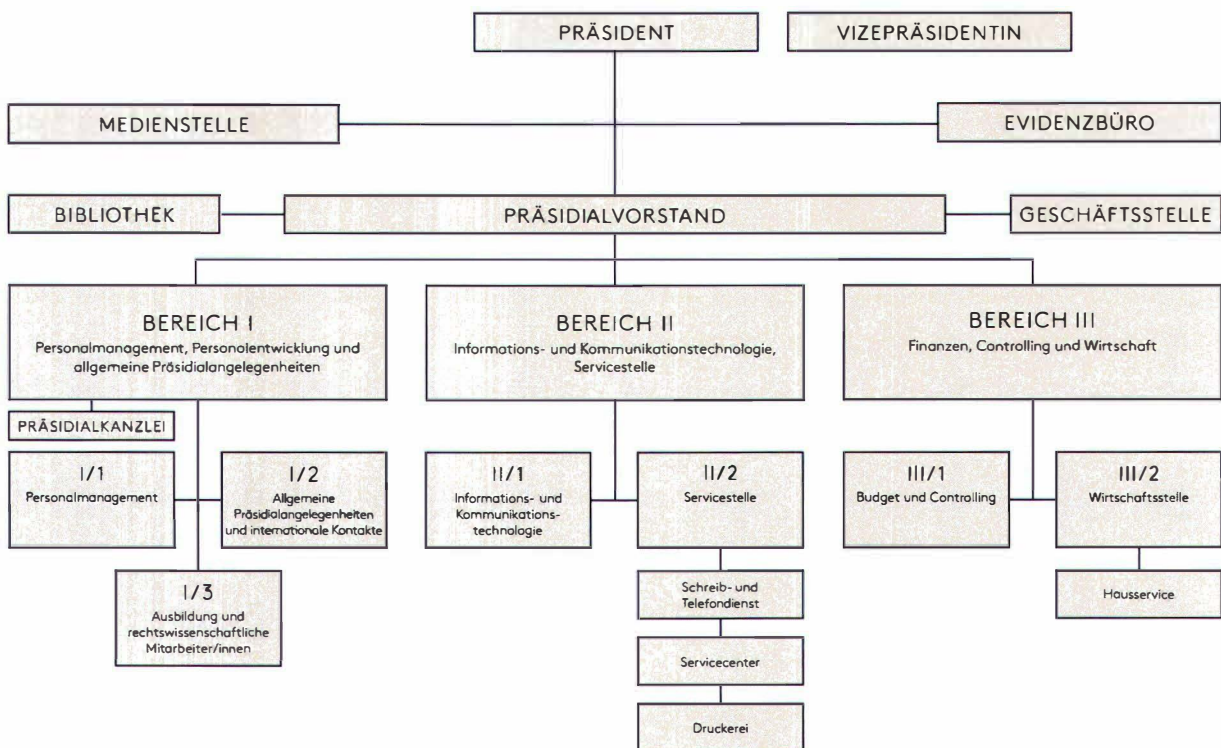 PRÄSIDENT
VIZEPRÄSIDENTIN
MEDIENSTELLE
EVIDENZBÜRO
BIBLIOTHEK
PRÄSIDIALVORSTAND
GESCHÄFTSSTELLE
BEREICH I
Personalmanagement, Personolentwicklung und
allgemeine Präsidialangelegenheiten
BEREICH II
Informations- und Kommunikationstechnologie,
Servicestelle
BEREICH III
Finanzen, Controlling und Wirtschaft
PRÄSIDIALKANZLEI
I/1
Personalmanagement
I/2
Allgemeine
Präsidialangelegenheiten
und internationale Kontakte
I/3
Ausbildung und
rechtswissenschaftliche
Mitarbeiter/innen
II/1
Informations- und
Kommunikations-
technologie
II/2
Servicestelle
Schreib- und
Telefondienst
Servicecenter
Druckerei
III/1
Budget und Controlling
III/2
Wirtschaftsstelle
Hausservice